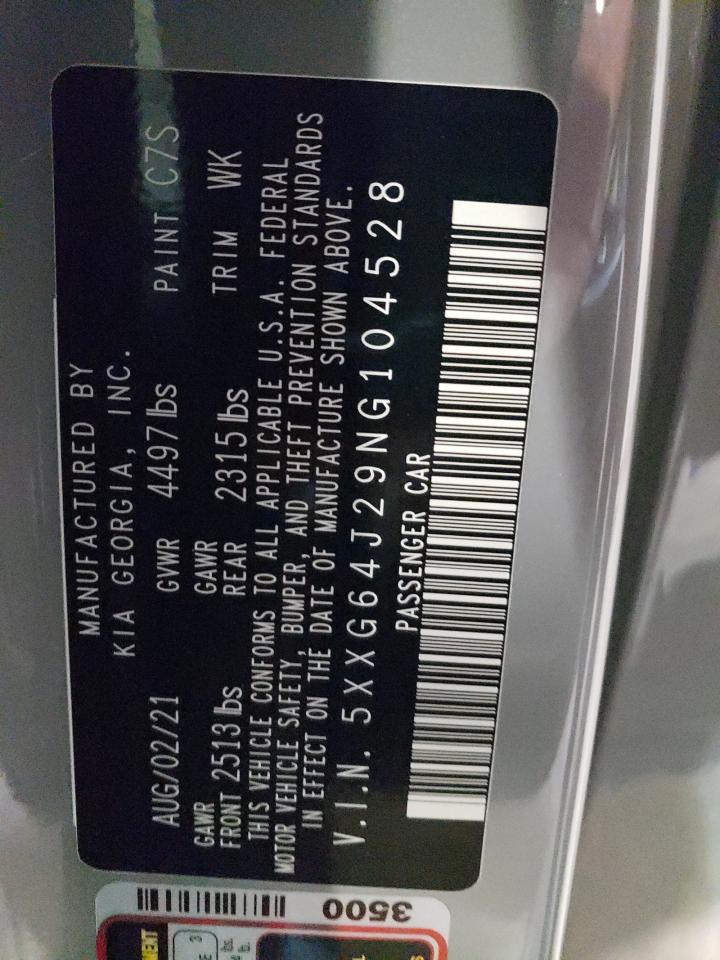 MANUFACTURED BY
KIA GEORGIA, INC.
AUG/02/21 GVWR 4497 lbs PAINT C7S
GAWR FRONT 2513 lbs GAWR REAR 2315 lbs TRIM WK
THIS VEHICLE CONFORMS TO ALL APPLICABLE U.S.A. FEDERAL
MOTOR VEHICLE SAFETY, BUMPER, AND THEFT PREVENTION STANDARDS
IN EFFECT ON THE DATE OF MANUFACTURE SHOWN ABOVE.
V.I.N. 5XXG64J29NG104528
PASSENGER CAR
3500